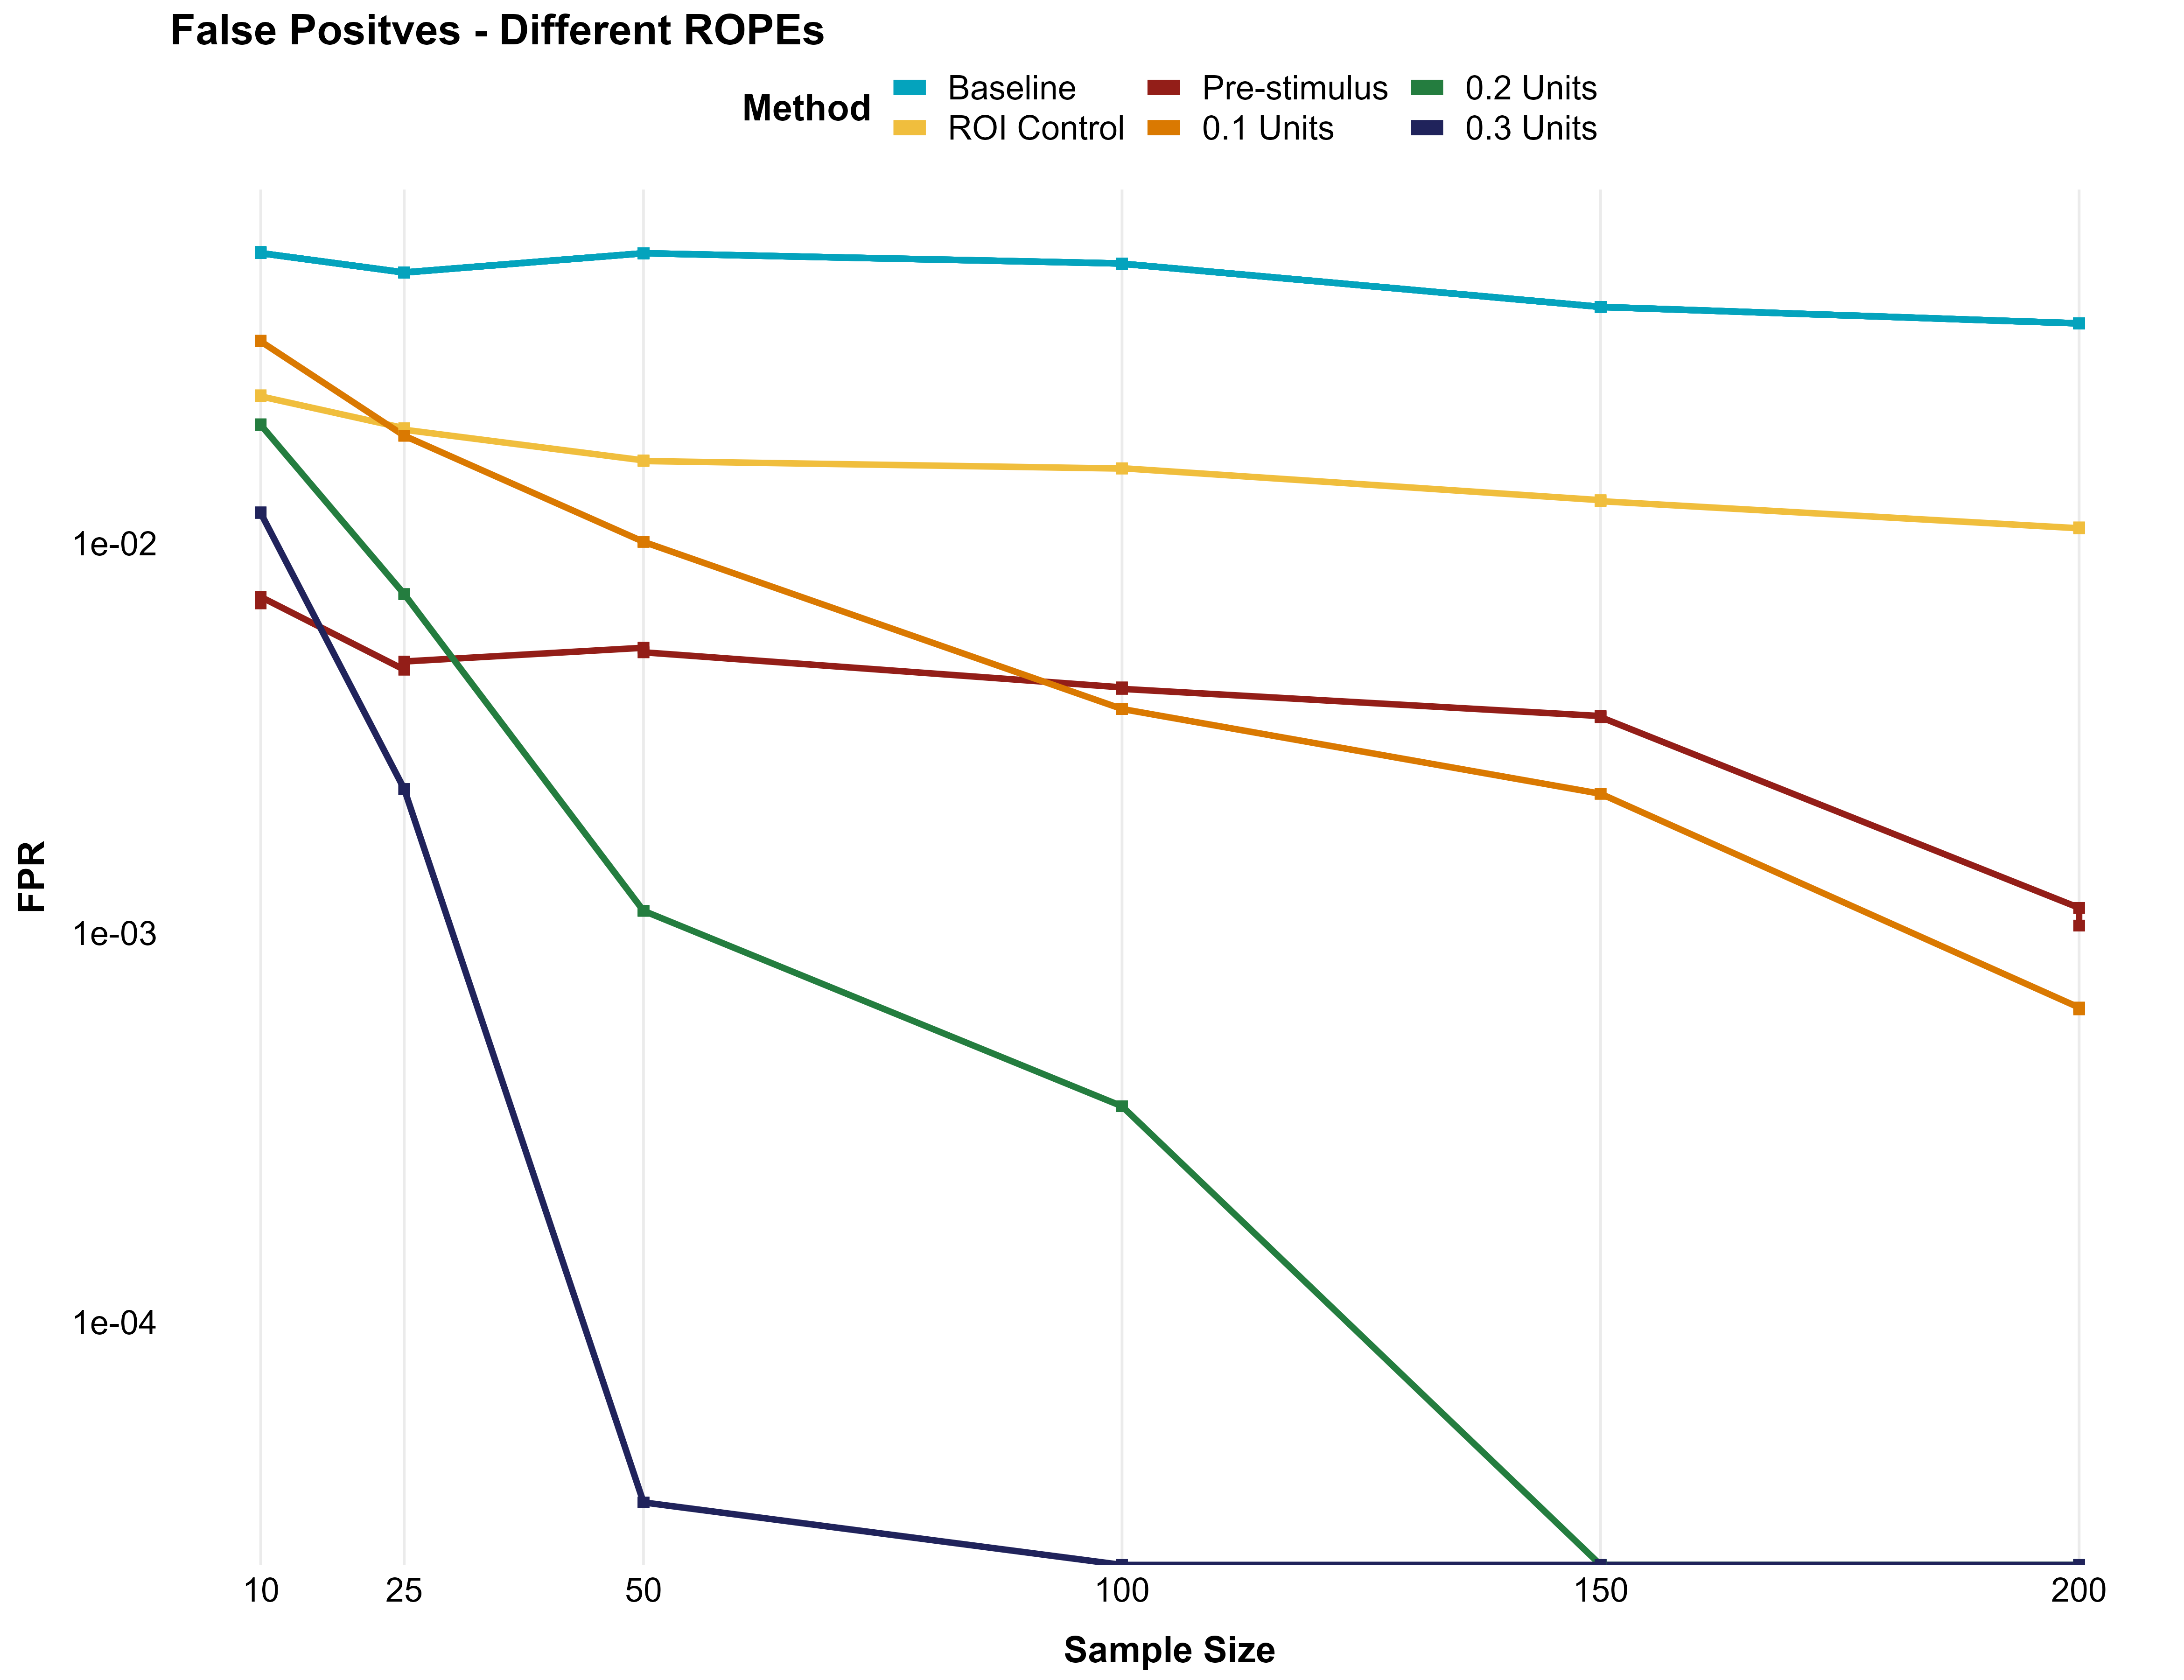 False Positves - Different ROPEs
Method
Baseline
Pre-stimulus
0.2 Units
ROI Control
0.1 Units
0.3 Units
FPR
1e-02
1e-03
1e-04
10 25 50 100 150 200
Sample Size